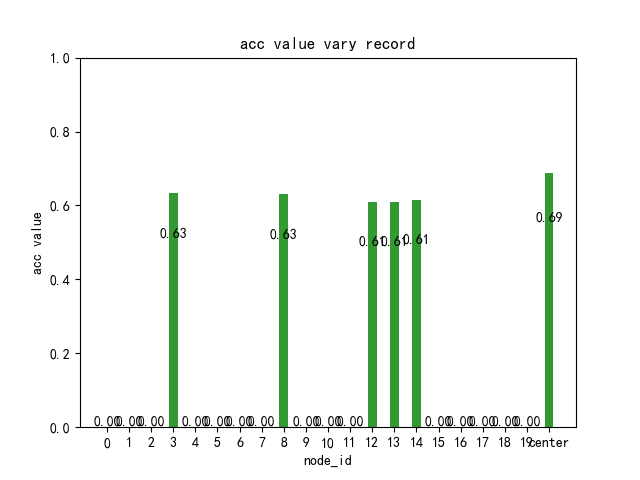 acc value vary record
1.0
0.8
0.6
0.4
0.2
0.0
acc value
0.69
0.63 0.63
0.61 0.61 0.61
0.00 0.00 0.00 0.00 0.00 0.00 0.00 0.00 0.00 0.00 0.00 0.00 0.00 0.00 0.00
0 1 2 3 4 5 6 7 8 9 10 11 12 13 14 15 16 17 18 19 center
node_id